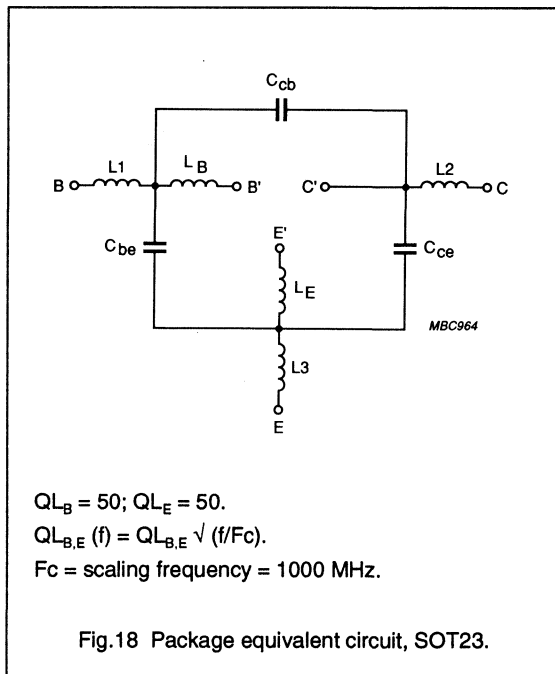 C_cb
L1
L_B
L2
B
B'
C'
C
E'
C_be
C_ce
L_E
MBC964
L3
E
QL_B = 50; QL_E = 50.
QL_B,E (f) = QL_B,E √ (f/Fc).
Fc = scaling frequency = 1000 MHz.
Fig.18 Package equivalent circuit, SOT23.